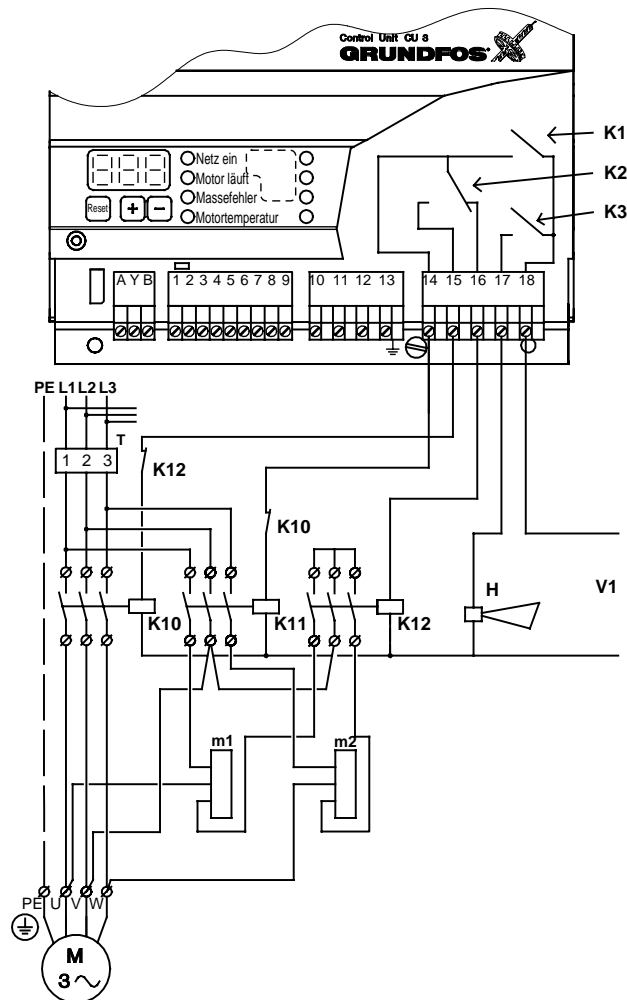 Control Unit CU 3
GRUNDFOS
K1
Netz ein
K2
Motor läuft
Reset + −
Massefehler
K3
Motortemperatur
A Y B 1 2 3 4 5 6 7 8 9 10 11 12 13 14 15 16 17 18
PE L1 L2 L3
T
1 2 3
K12
K10
H
V1
K10
K11
K12
m1
m2
PE U V W
M
3